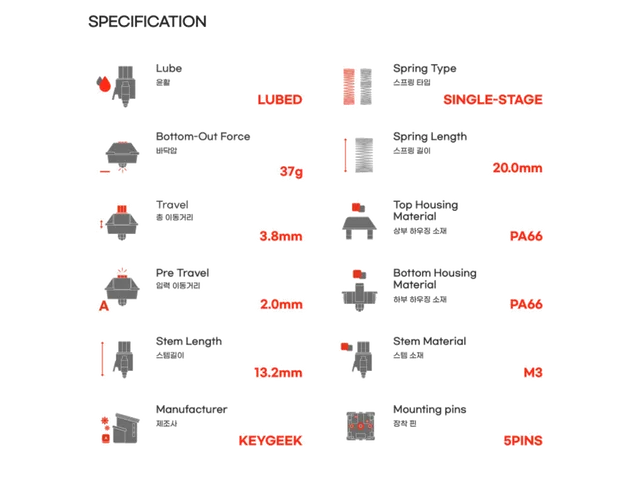 SPECIFICATION
Lube
윤활
LUBED
Spring Type
스프링 타입
SINGLE-STAGE
Bottom-Out Force
바닥압
37g
Spring Length
스프링 길이
20.0mm
Travel
총 이동거리
3.8mm
Top Housing
Material
상부 하우징 소재
PA66
Pre Travel
입력 이동거리
A
2.0mm
Bottom Housing
Material
하부 하우징 소재
PA66
Stem Length
스템길이
13.2mm
Stem Material
스템 소재
M3
Manufacturer
제조사
KEYGEEK
Mounting pins
장착 핀
5PINS